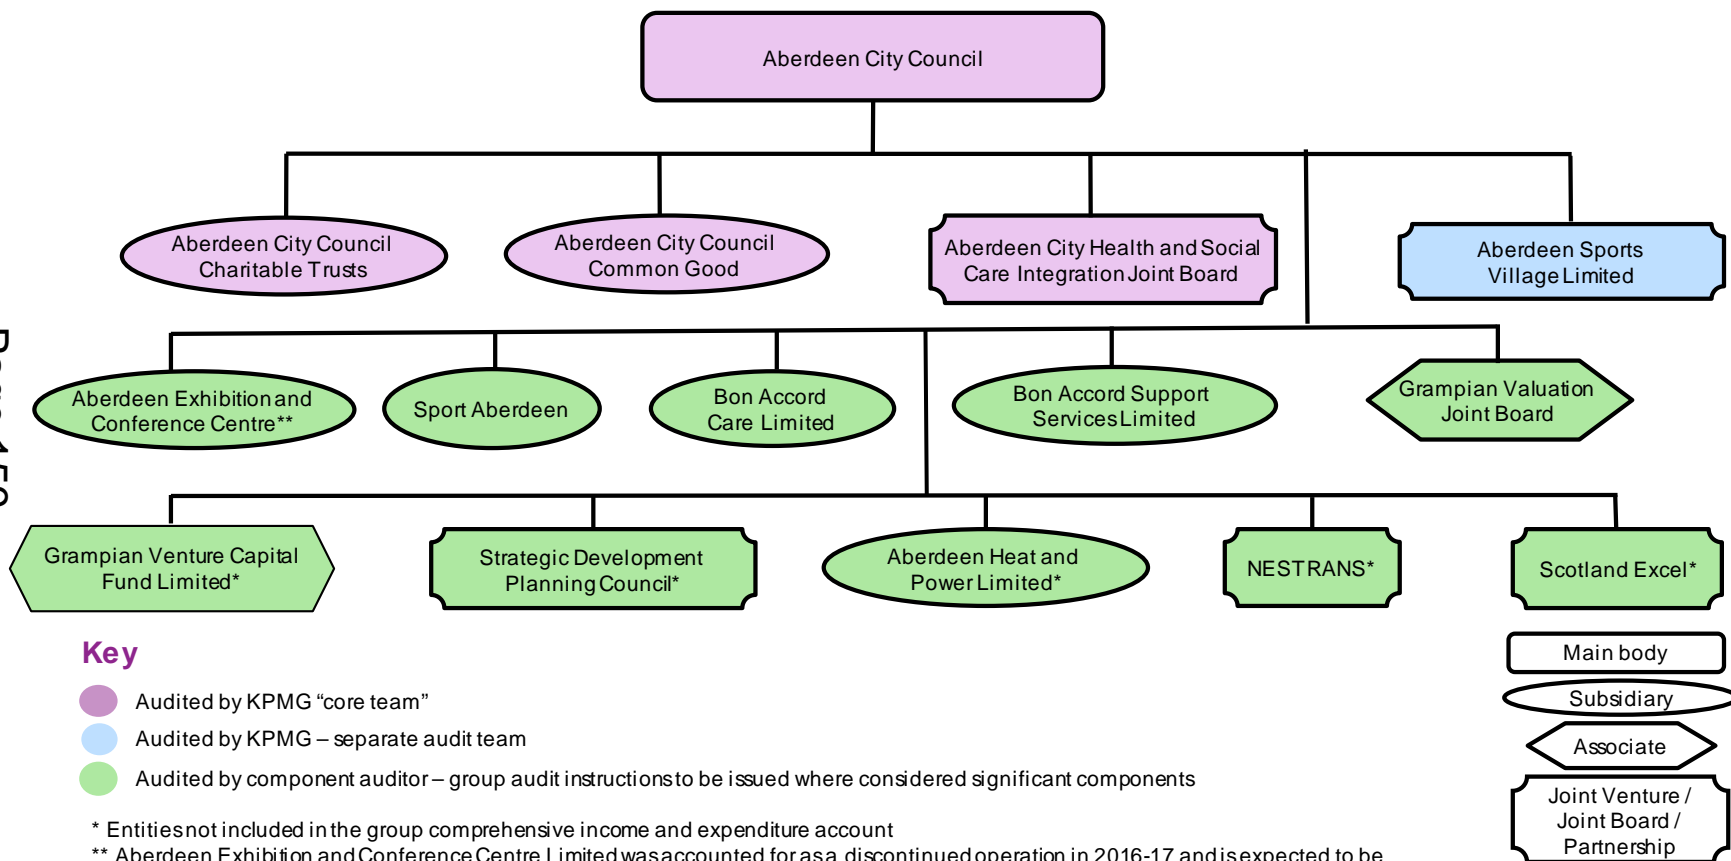 Aberdeen City Council
Aberdeen City Council
Charitable Trusts
Aberdeen City Council
Common Good
Aberdeen City Health and Social
Care Integration Joint Board
Aberdeen Sports
Village Limited
Aberdeen Exhibition and
Conference Centre**
Sport Aberdeen
Bon Accord
Care Limited
Bon Accord Support
Services Limited
Grampian Valuation
Joint Board
Grampian Venture Capital
Fund Limited*
Strategic Development
Planning Council*
Aberdeen Heat and
Power Limited*
NESTRANS*
Scotland Excel*
Key
Audited by KPMG “core team”
Audited by KPMG – separate audit team
Audited by component auditor – group audit instructions to be issued where considered significant components
* Entities not included in the group comprehensive income and expenditure account
** Aberdeen Exhibition and Conference Centre Limited was accounted for as a discontinued operation in 2016-17 and is expected to be
Main body
Subsidiary
Associate
Joint Venture /
Joint Board /
Partnership